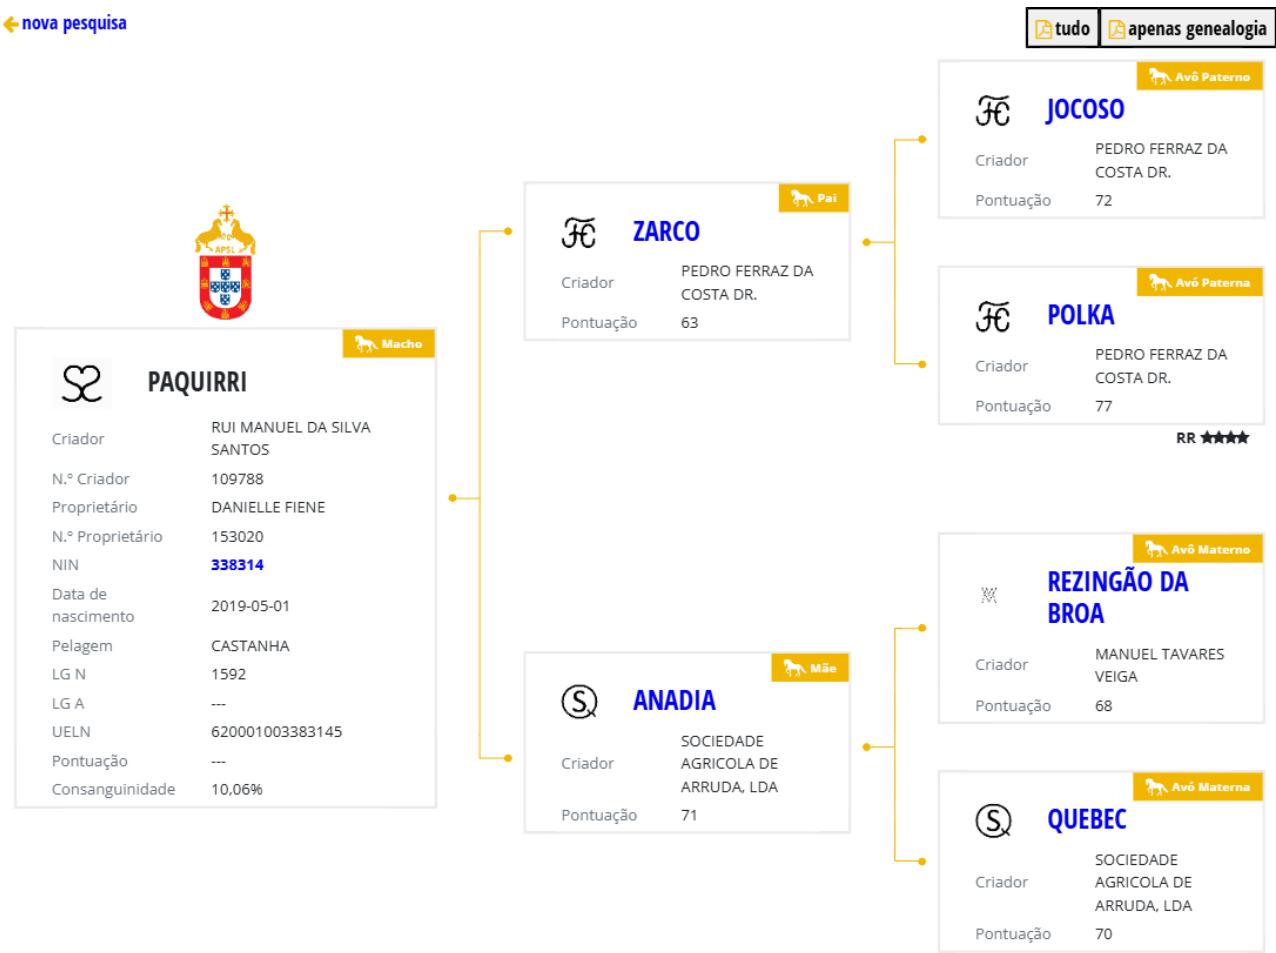 nova pesquisa
tudo
apenas genealogia
APSL
Macho
PAQUIRRI
Criador RUI MANUEL DA SILVA
SANTOS
N.º Criador 109788
Proprietário DANIELLE FIENE
N.º Proprietário 153020
NIN 338314
Data de
nascimento 2019-05-01
Pelagem CASTANHA
LG N 1592
LG A ---
UELN 620001003383145
Pontuação ---
Consanguinidade 10,06%
Pai
ZARCO
Criador PEDRO FERRAZ DA
COSTA DR.
Pontuação 63
Mãe
ANADIA
Criador SOCIEDADE
AGRICOLA DE
ARRUDA, LDA
Pontuação 71
Avô Paterno
JOCOSO
Criador PEDRO FERRAZ DA
COSTA DR.
Pontuação 72
Avó Paterna
POLKA
Criador PEDRO FERRAZ DA
COSTA DR.
Pontuação 77
RR ★★★★
Avô Materno
REZINGÃO DA
BROA
Criador MANUEL TAVARES
VEIGA
Pontuação 68
Avó Materna
QUEBEC
Criador SOCIEDADE
AGRICOLA DE
ARRUDA, LDA
Pontuação 70